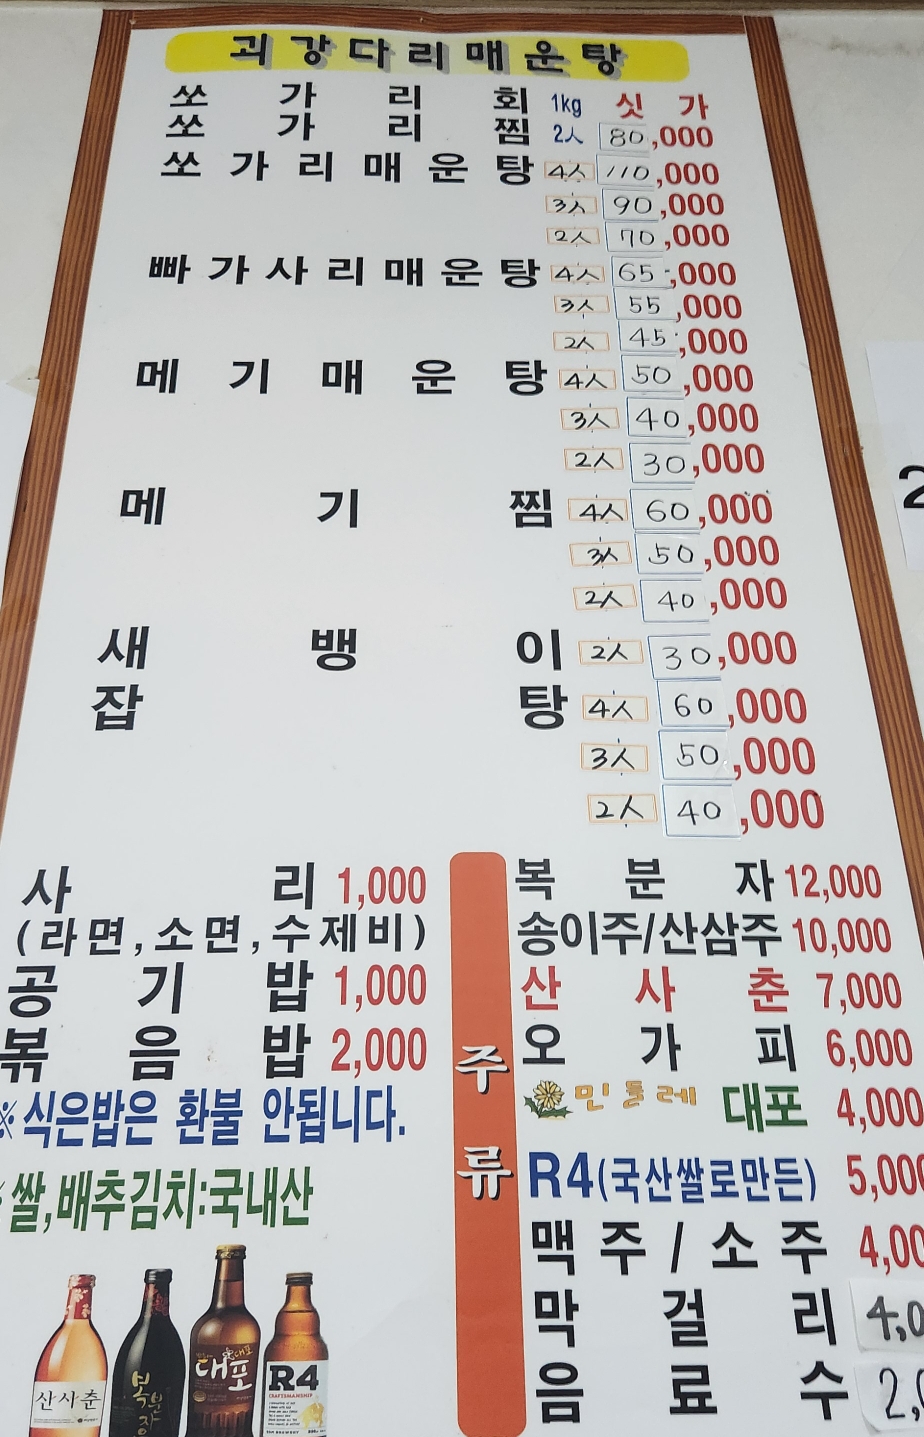 괴강다리매운탕
쏘가리회 1kg 싯가
쏘가리찜 2人 80,000
쏘가리매운탕 4人 110,000
3人 90,000
2人 70,000
빠가사리매운탕 4人 65,000
3人 55,000
2人 45,000
메기매운탕 4人 50,000
3人 40,000
2人 30,000
메기찜 4人 60,000
3人 50,000
2人 40,000
새뱅이 2人 30,000
잡탕 4人 60,000
3人 50,000
2人 40,000
사리 1,000
(라면,소면,수제비)
공기밥 1,000
볶음밥 2,000
※식은밥은 환불 안됩니다.
쌀,배추김치:국내산
주류
복분자 12,000
송이주/산삼주 10,000
산사춘 7,000
오가피 6,000
민들레 대포 4,000
R4(국산쌀로만든) 5,000
맥주/소주 4,00
막걸리 4,0
음료수 2,
산사춘
복분자
대포
R4
CRAFTSMANSHIP
2